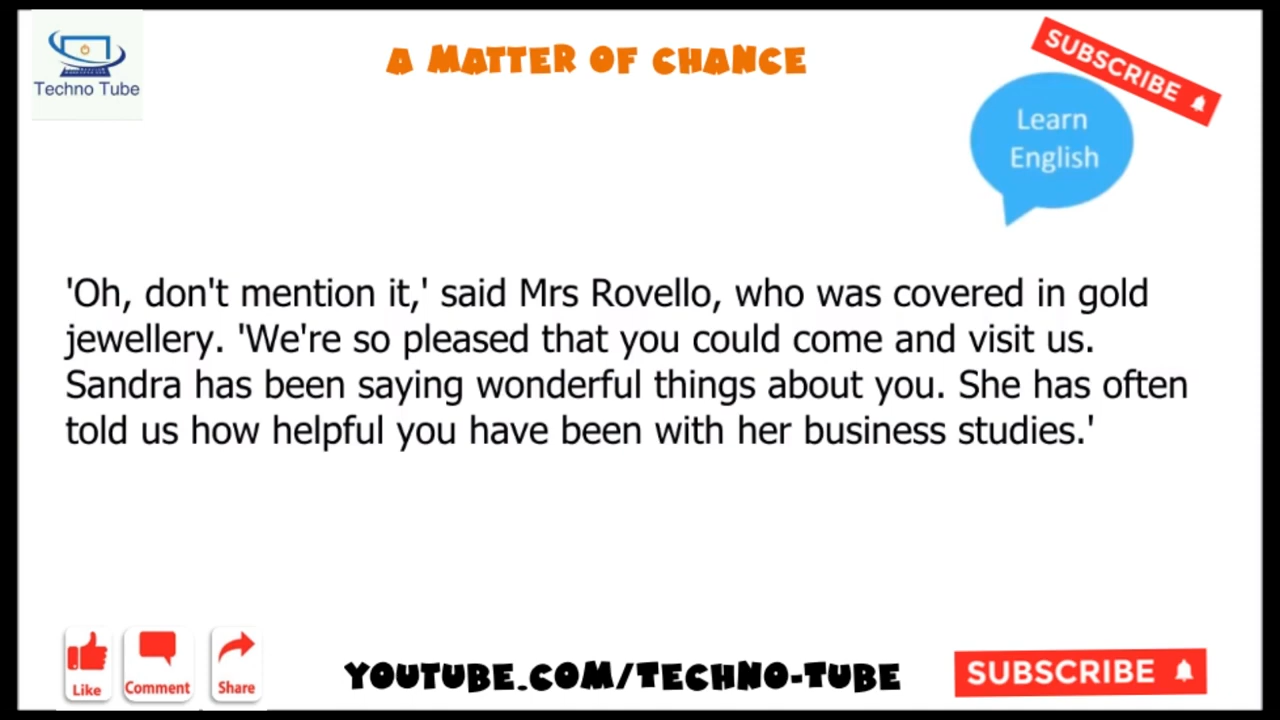 A MATTER OF CHANCE
SUBSCRIBE
Techno Tube
Learn
English
'Oh, don't mention it,' said Mrs Rovello, who was covered in gold
jewellery. 'We're so pleased that you could come and visit us.
Sandra has been saying wonderful things about you. She has often
told us how helpful you have been with her business studies.'
Like
Comment
Share
YOUTUBE.COM/TECHNO-TUBE
SUBSCRIBE